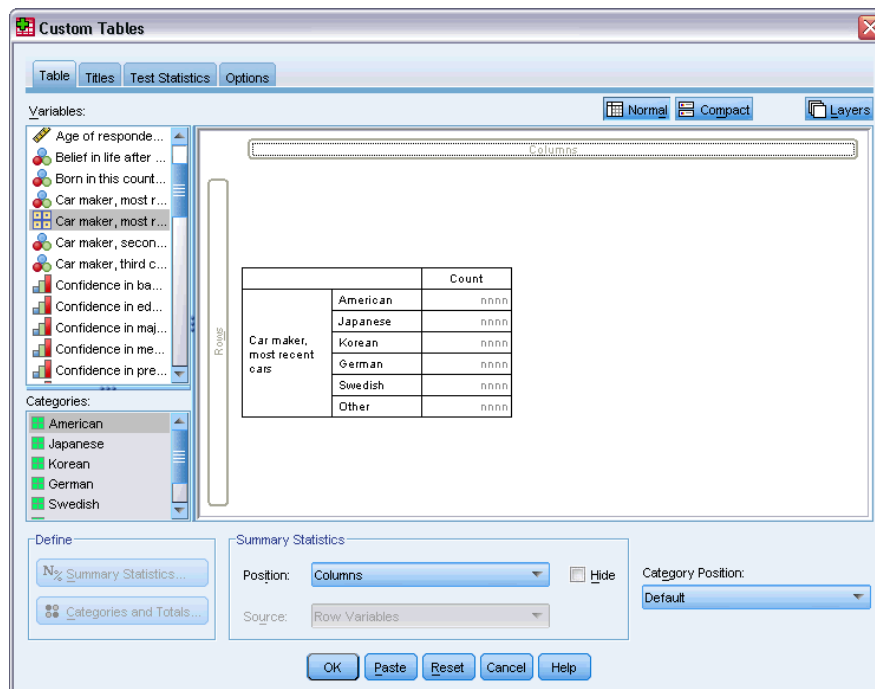 Custom Tables
Table Titles Test Statistics Options
Variables:
Normal Compact Layers
Age of responde...
Belief in life after ...
Born in this count...
Car maker, most r...
Car maker, most r...
Car maker, secon...
Car maker, third c...
Confidence in ba...
Confidence in ed...
Confidence in maj...
Confidence in me...
Confidence in pre...
Columns
Rows
Count
Car maker,
most recent
cars
American nnnn
Japanese nnnn
Korean nnnn
German nnnn
Swedish nnnn
Other nnnn
Categories:
American
Japanese
Korean
German
Swedish
Define
N% Summary Statistics...
Categories and Totals...
Summary Statistics
Position: Columns Hide
Source: Row Variables
Category Position:
Default
OK Paste Reset Cancel Help